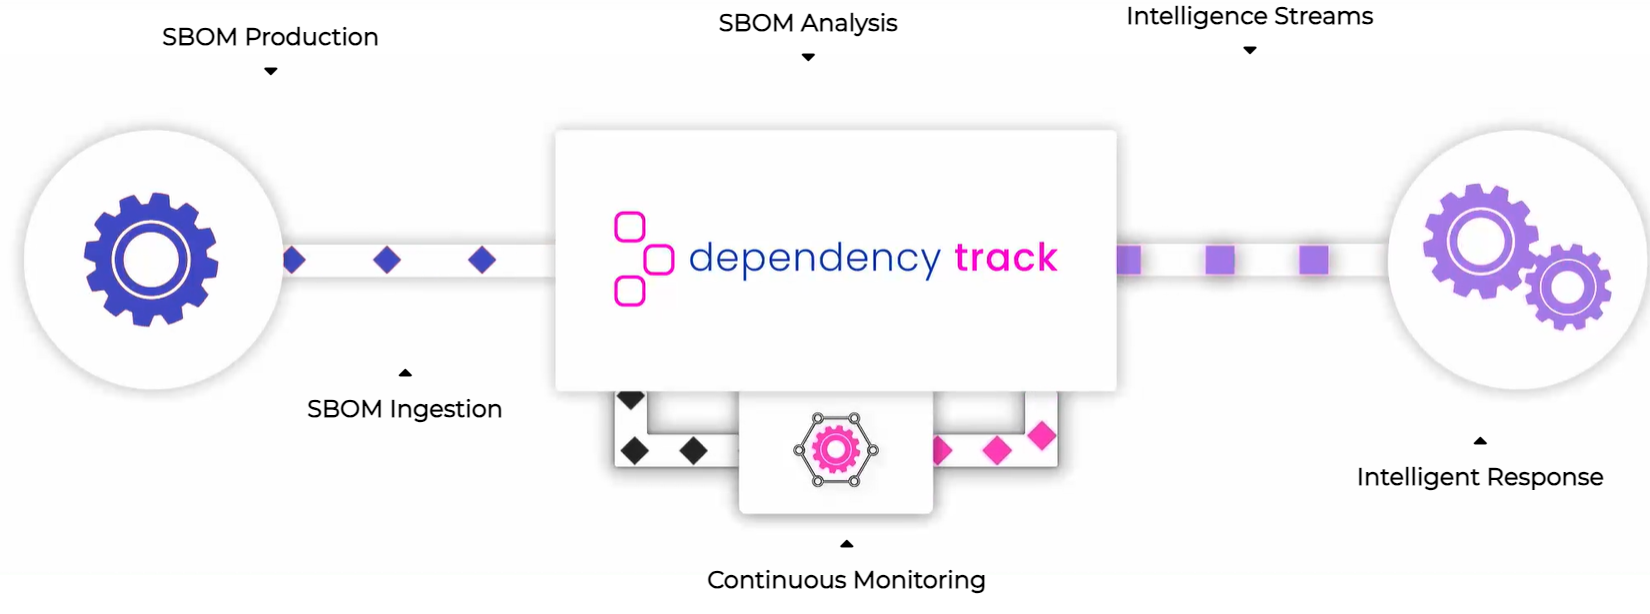 SBOM Production
SBOM Analysis
Intelligence Streams
dependency track
SBOM Ingestion
Intelligent Response
Continuous Monitoring